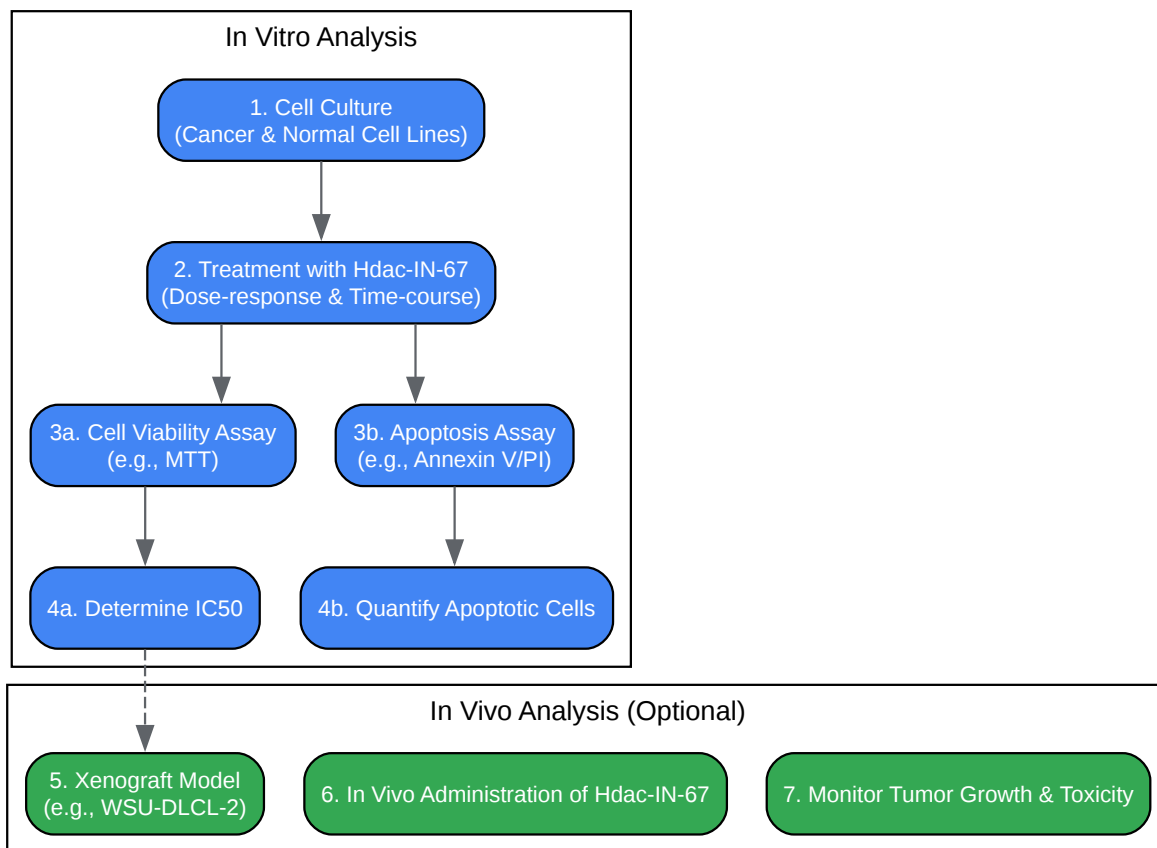 In Vitro Analysis
1. Cell Culture
(Cancer & Normal Cell Lines)
2. Treatment with Hdac-IN-67
(Dose-response & Time-course)
3a. Cell Viability Assay
(e.g., MTT)
3b. Apoptosis Assay
(e.g., Annexin V/PI)
4a. Determine IC50
4b. Quantify Apoptotic Cells
In Vivo Analysis (Optional)
5. Xenograft Model
(e.g., WSU-DLCL-2)
6. In Vivo Administration of Hdac-IN-67
7. Monitor Tumor Growth & Toxicity